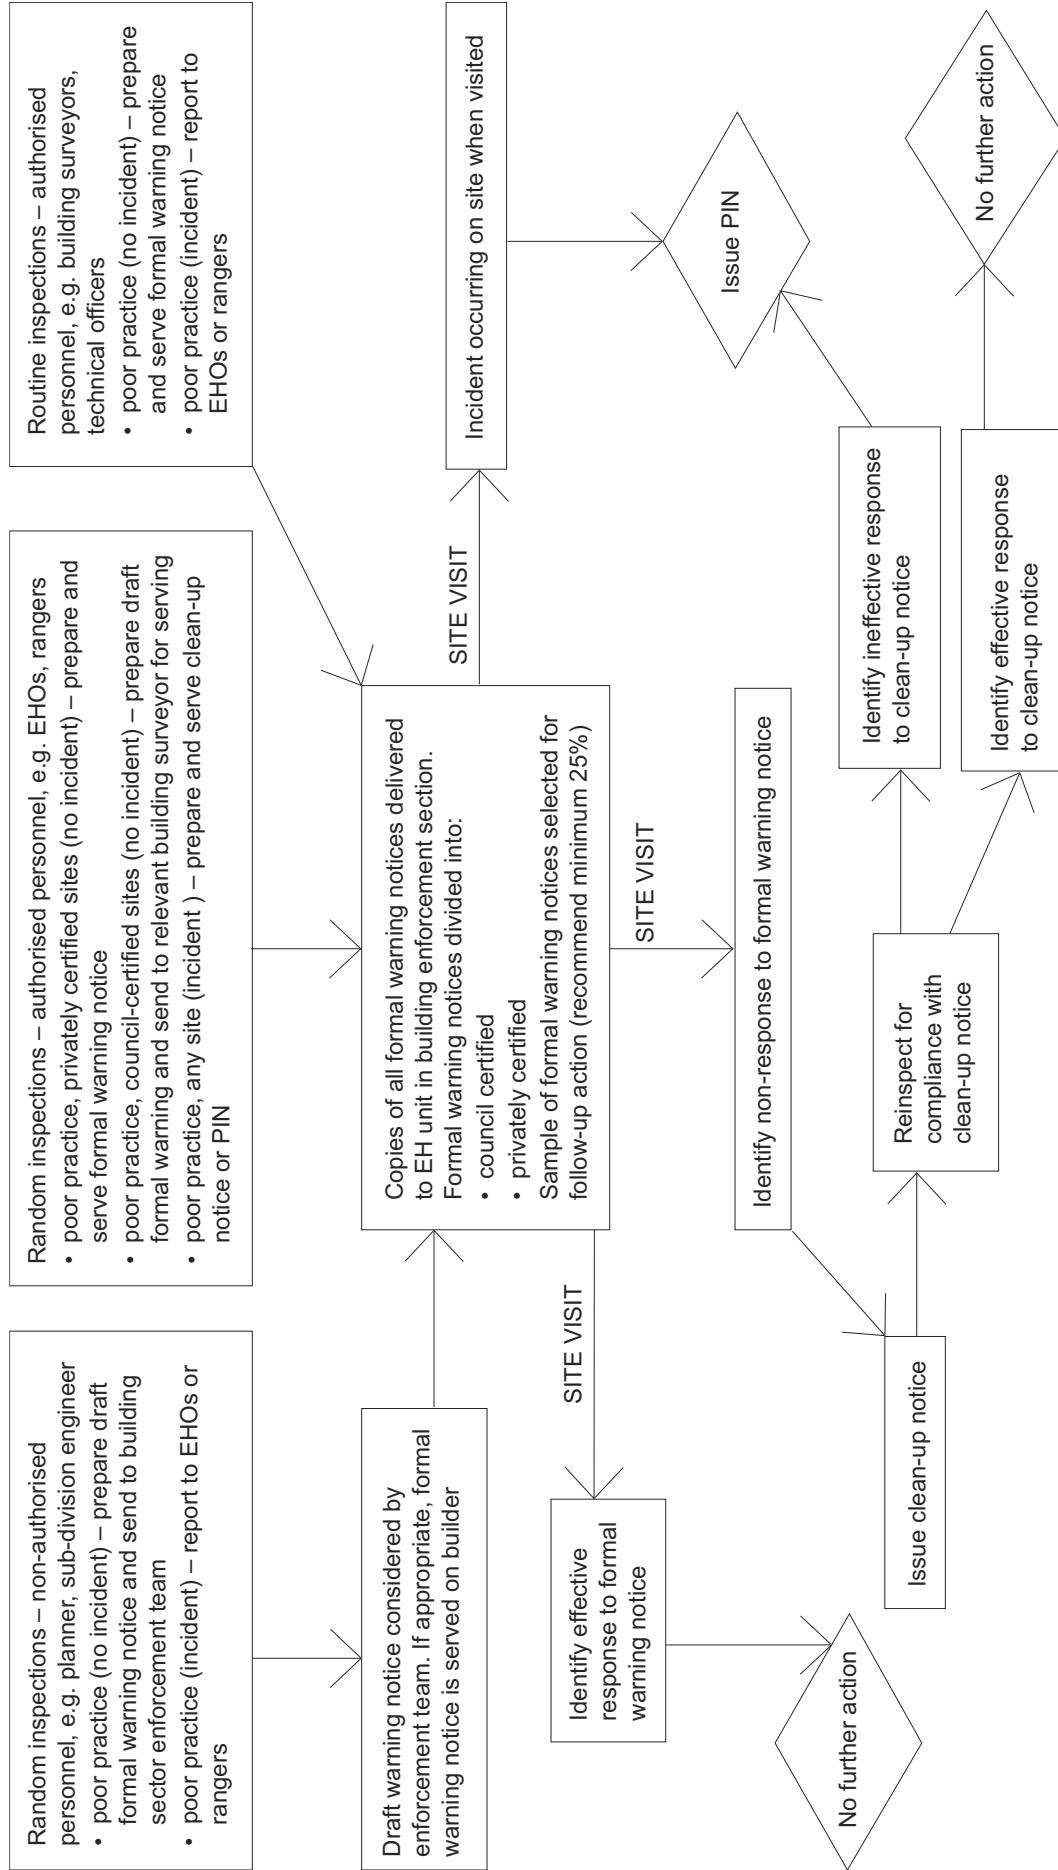 Random inspections – non-authorised
personnel, e.g. planner, sub-division engineer
• poor practice (no incident) – prepare draft
formal warning notice and send to building
sector enforcement team
• poor practice (incident) – report to EHOs or
rangers
Random inspections – authorised personnel, e.g. EHOs, rangers
• poor practice, privately certified sites (no incident) – prepare and
serve formal warning notice
• poor practice, council-certified sites (no incident) – prepare draft
formal warning and send to relevant building surveyor for serving
• poor practice, any site (incident ) – prepare and serve clean-up
notice or PIN
Routine inspections – authorised
personnel, e.g. building surveyors,
technical officers
• poor practice (no incident) – prepare
and serve formal warning notice
• poor practice (incident) – report to
EHOs or rangers
Draft warning notice considered by
enforcement team. If appropriate, formal
warning notice is served on builder
Copies of all formal warning notices delivered
to EH unit in building enforcement section.
Formal warning notices divided into:
• council certified
• privately certified
Sample of formal warning notices selected for
follow-up action (recommend minimum 25%)
SITE VISIT
Incident occurring on site when visited
SITE VISIT
Identify effective
response to formal
warning notice
SITE VISIT
Identify non-response to formal warning notice
Issue PIN
No further action
Issue clean-up notice
Reinspect for
compliance with
clean-up notice
Identify ineffective response
to clean-up notice
Identify effective response
to clean-up notice
No further action